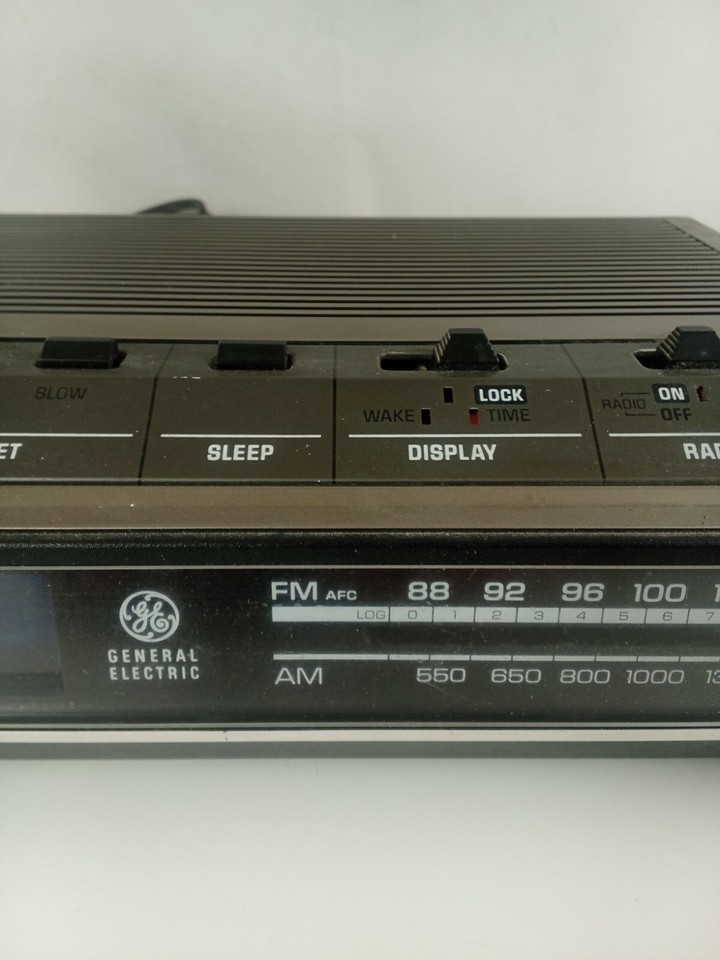 SLOW
LOCK
WAKE TIME
RADIO ON
OFF
SLEEP
DISPLAY
FM AFC 88 92 96 100
LOG 0 1 2 3 4 5 6 7
GE
GENERAL
ELECTRIC
AM 550 650 800 1000